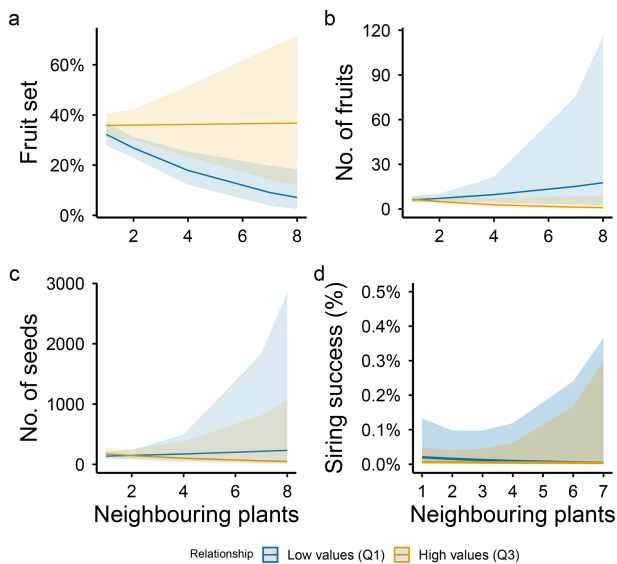 a
Fruit set
60%
40%
20%
0%
2 4 6 8
b
No. of fruits
120
90
60
30
0
2 4 6 8
c
No. of seeds
3000
2000
1000
0
2 4 6 8
Neighbouring plants
d
Siring success (%)
0.5%
0.4%
0.3%
0.2%
0.1%
0.0%
1 2 3 4 5 6 7
Neighbouring plants
Relationship Low values (Q1) High values (Q3)